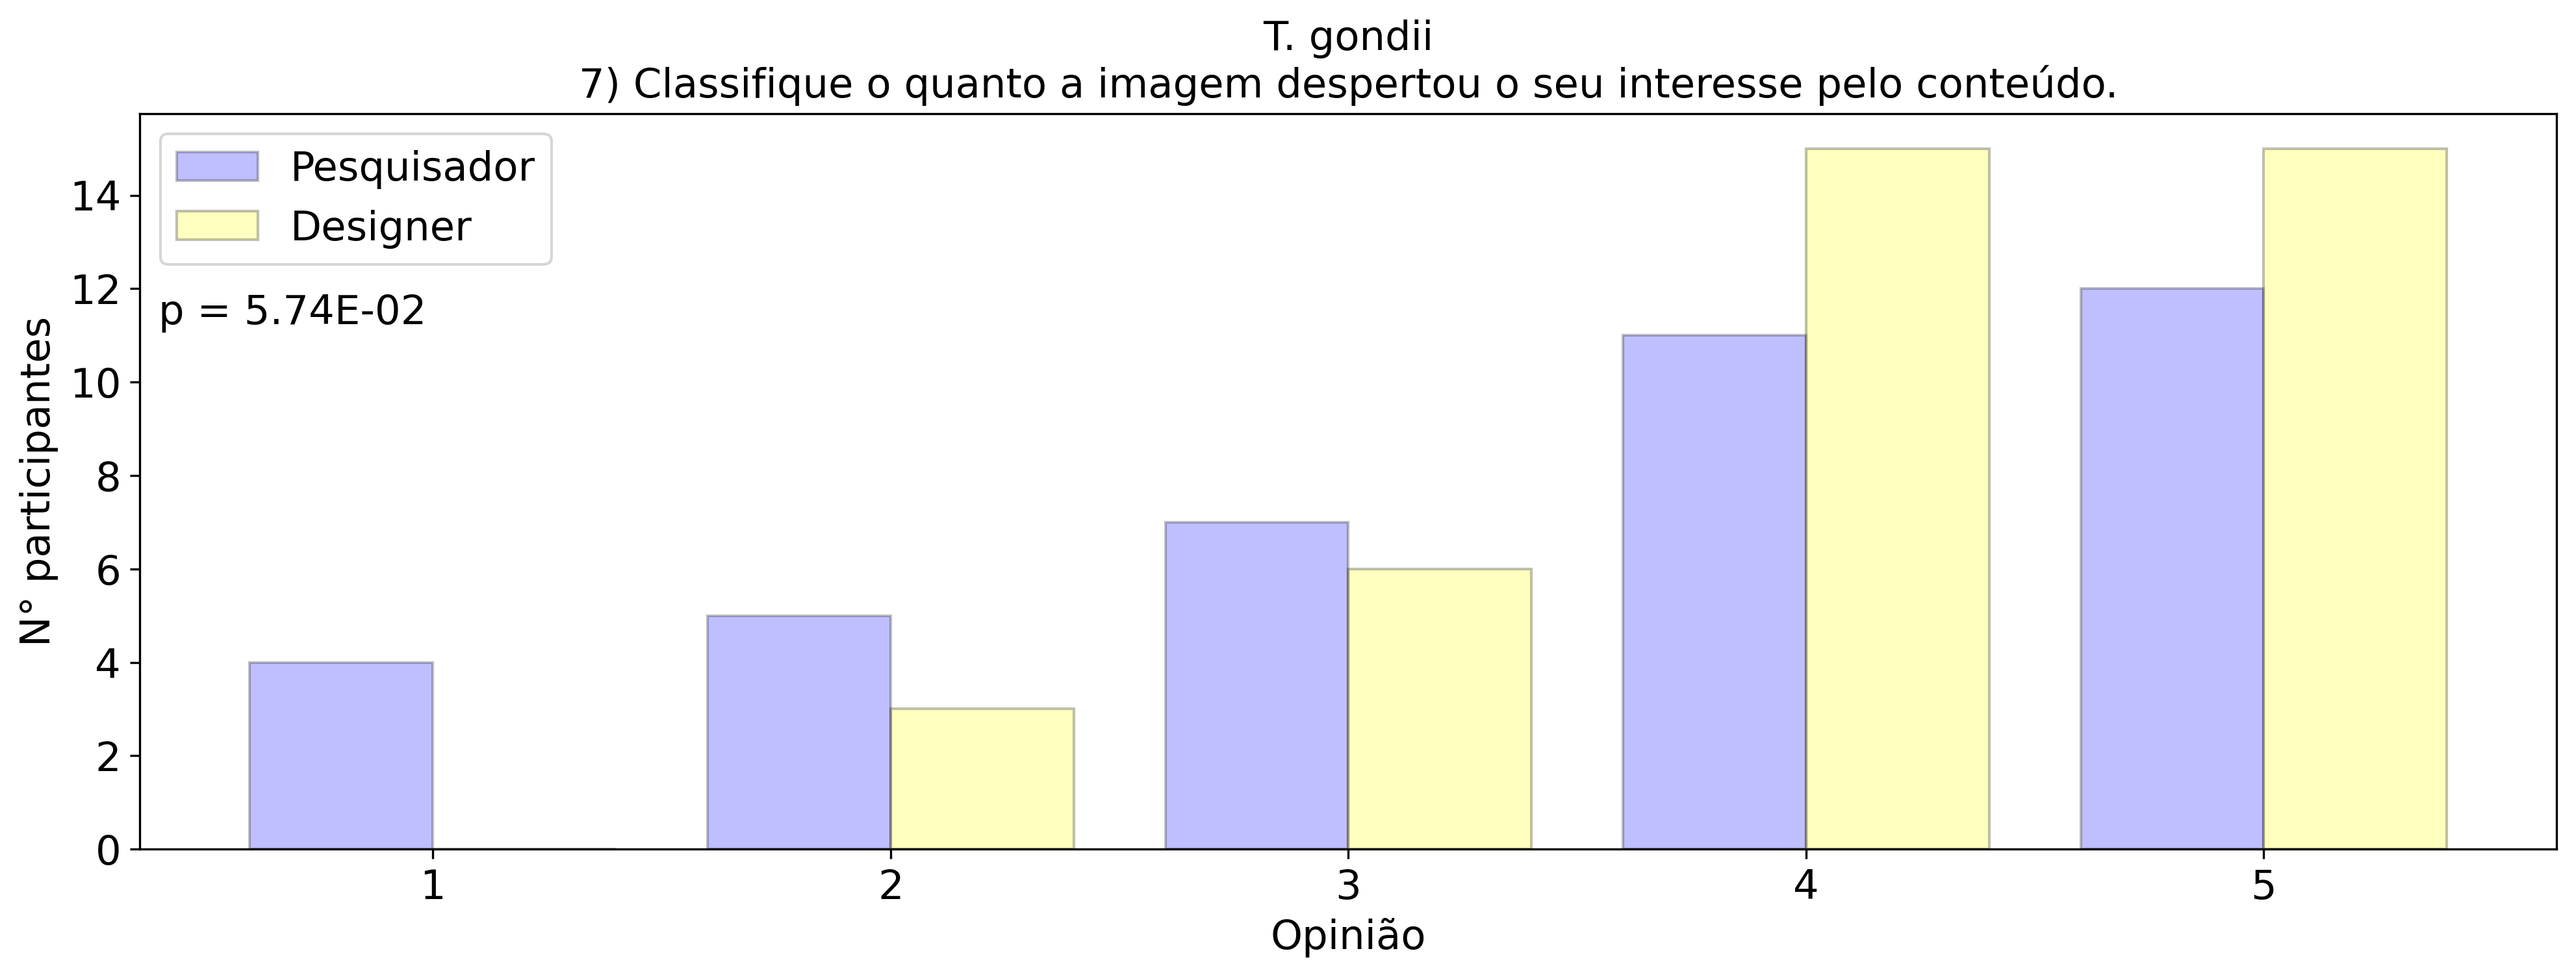 T. gondii
7) Classifique o quanto a imagem despertou o seu interesse pelo conteúdo.
Pesquisador
Designer
p = 5.74E-02
N° participantes
14
12
10
8
6
4
2
0
1 2 3 4 5
Opinião